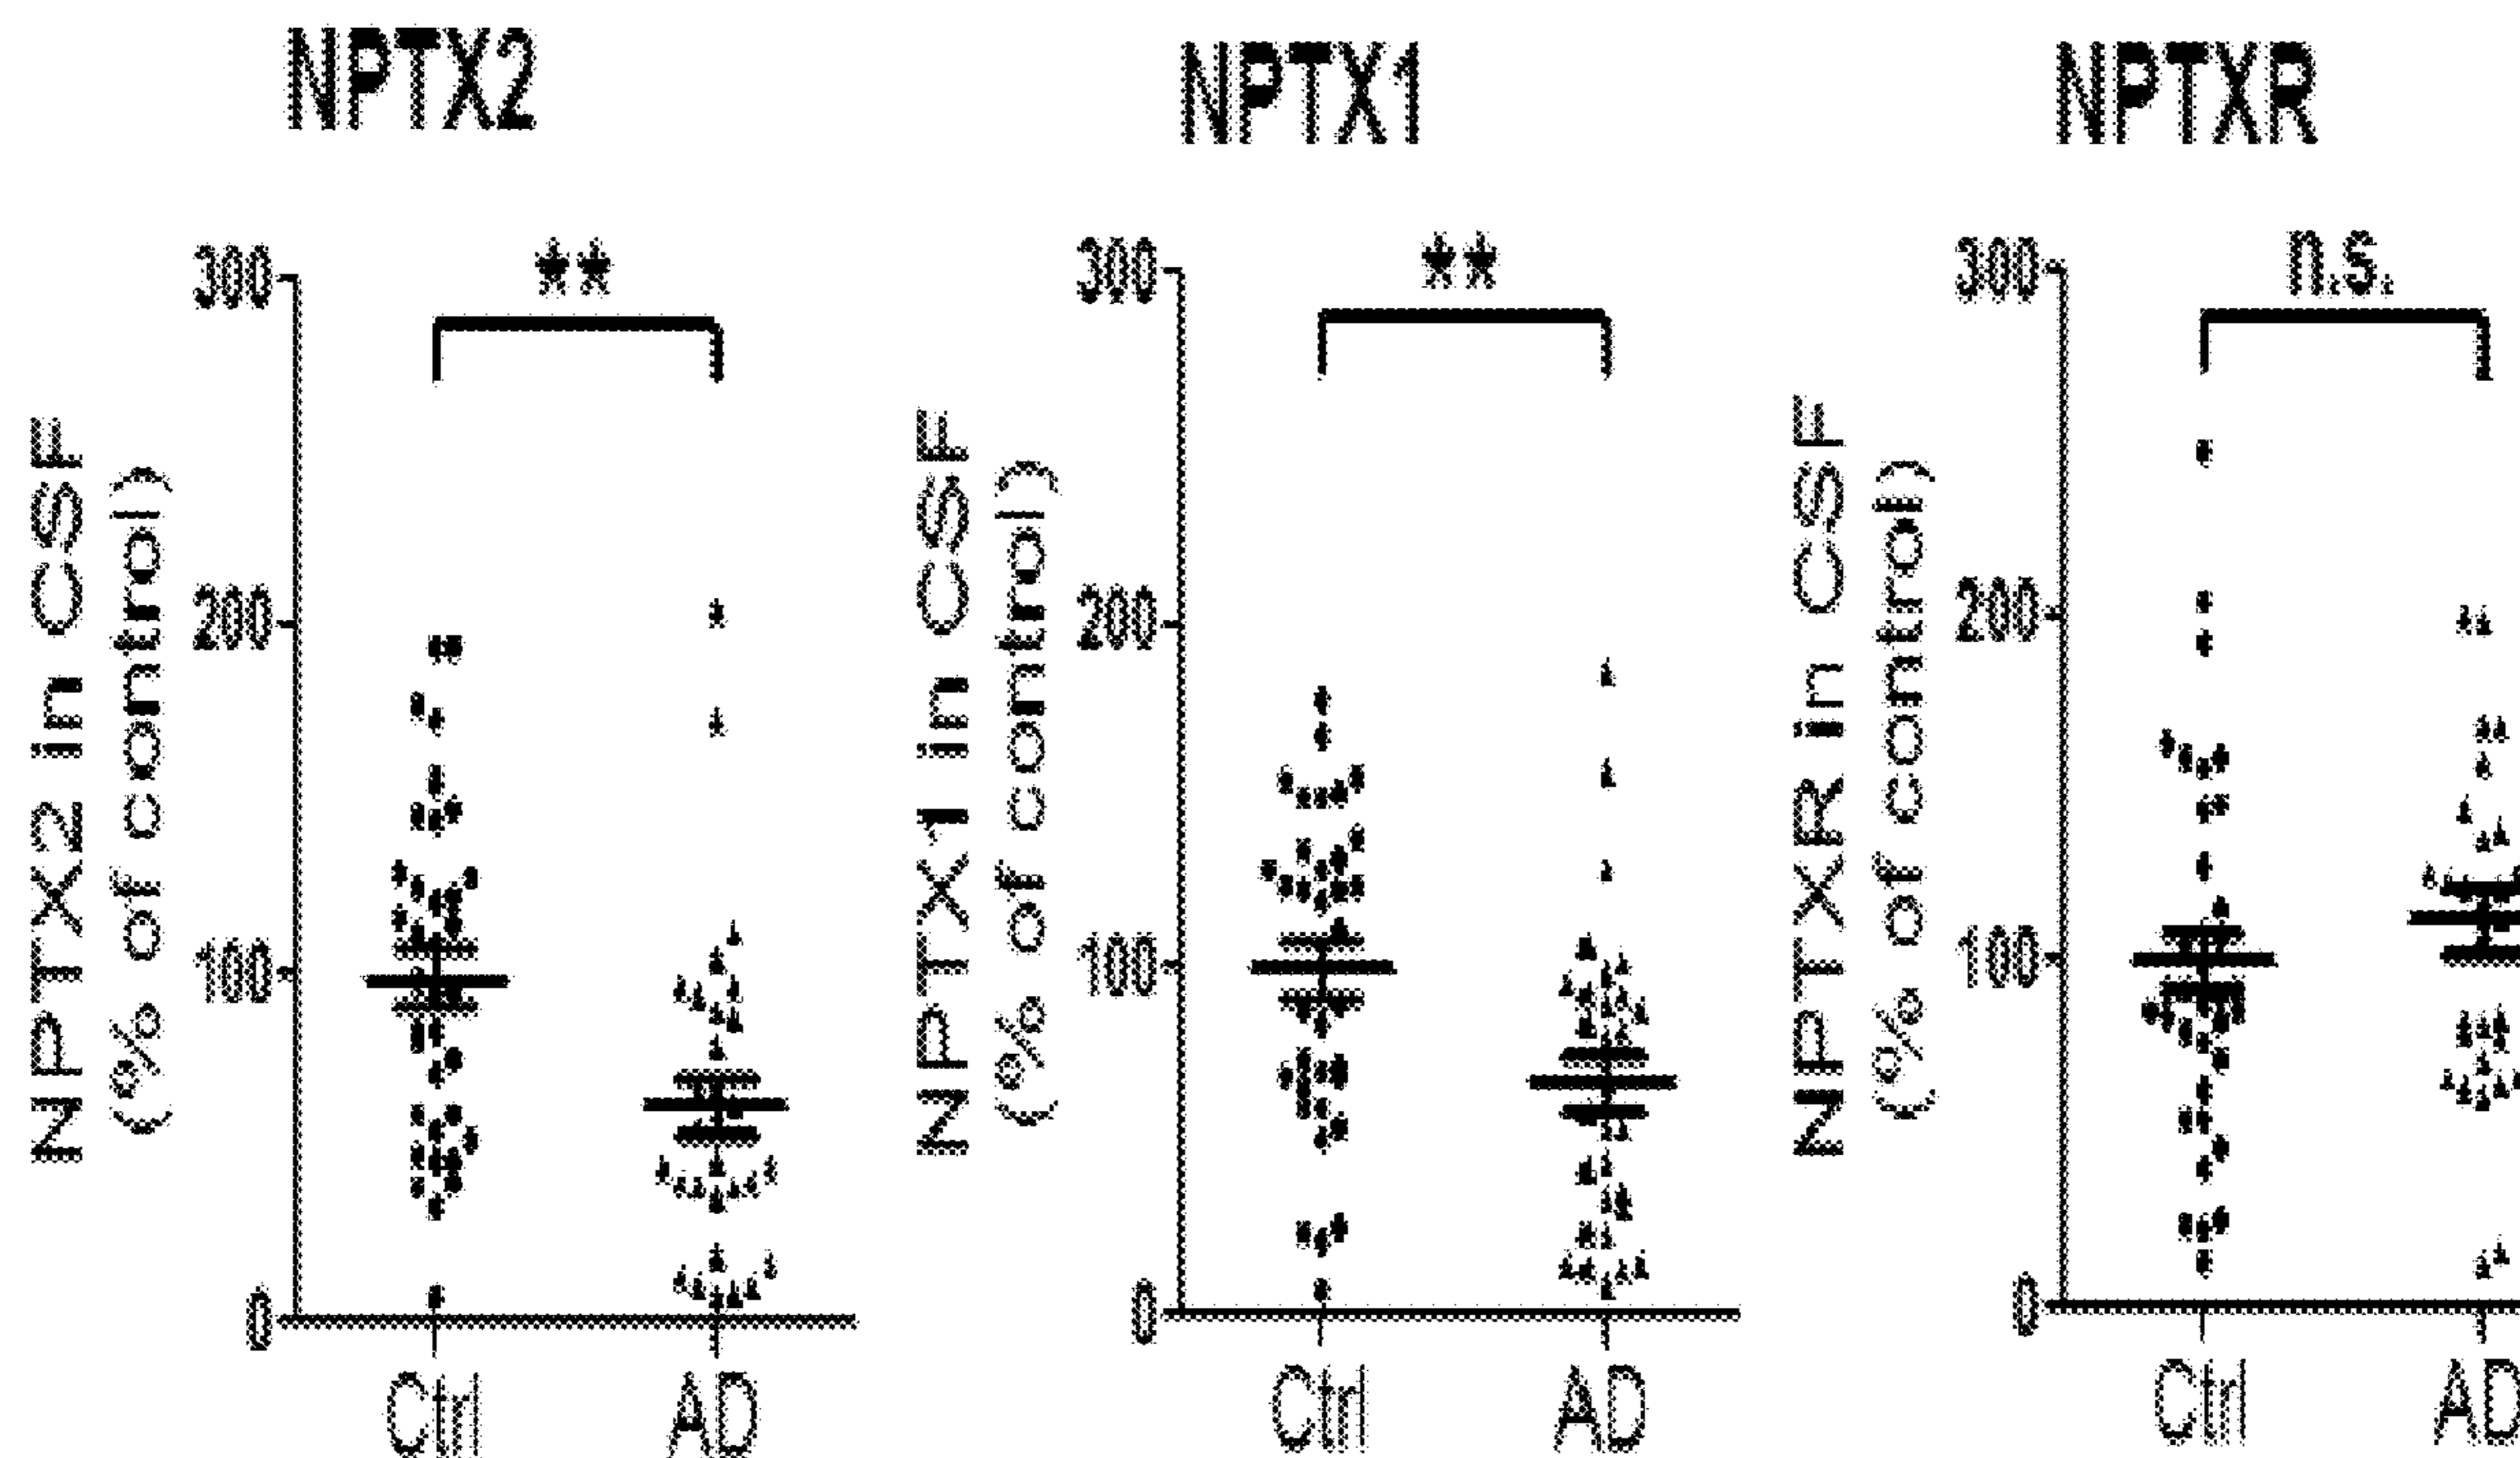 NPTX2
NPTX1
NPTXR
NPTX2 in CSF
(% of control)
300
200
100
0
**
Ctrl
AD
NPTX1 in CSF
(% of control)
300
200
100
0
**
Ctrl
AD
NPTXR in CSF
(% of control)
300
200
100
0
n.s.
Ctrl
AD